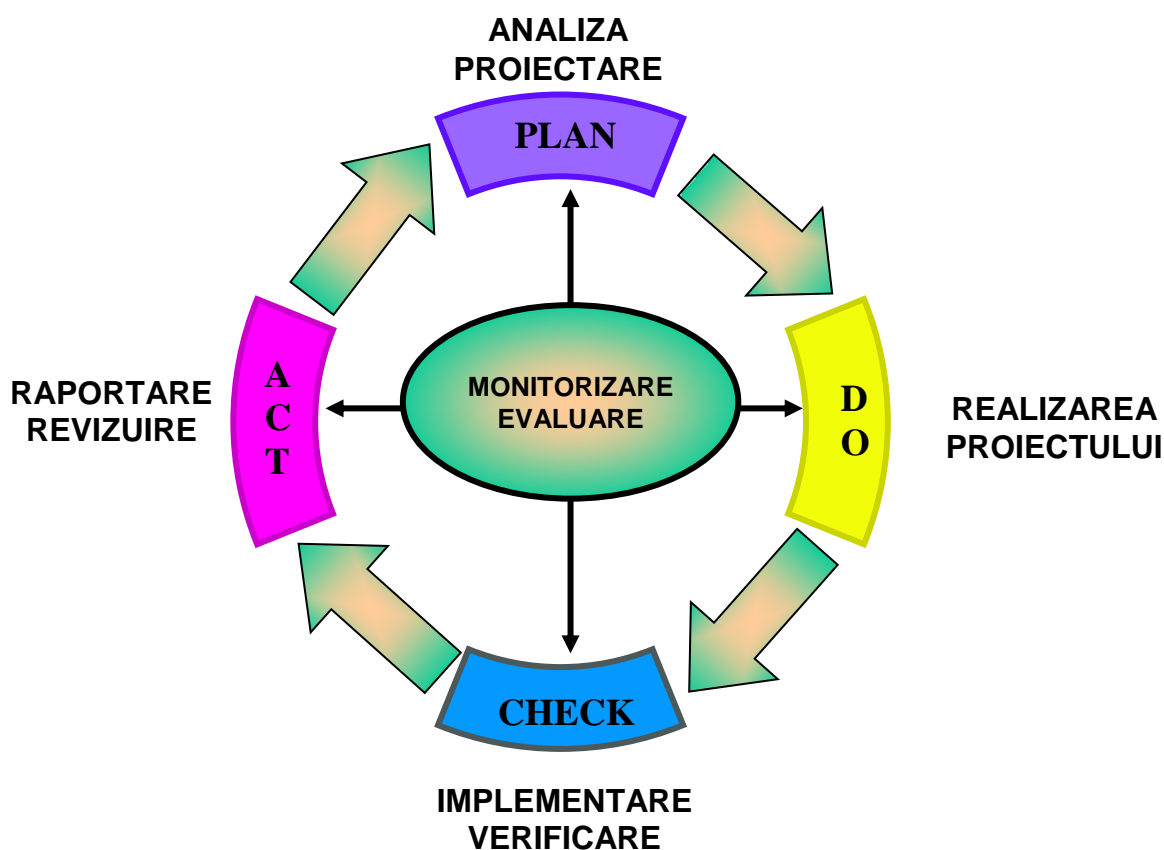 ANALIZA
PROIECTARE
PLAN
A
C
T
RAPORTARE
REVIZUIRE
MONITORIZARE
EVALUARE
D
O
REALIZAREA
PROIECTULUI
CHECK
IMPLEMENTARE
VERIFICARE